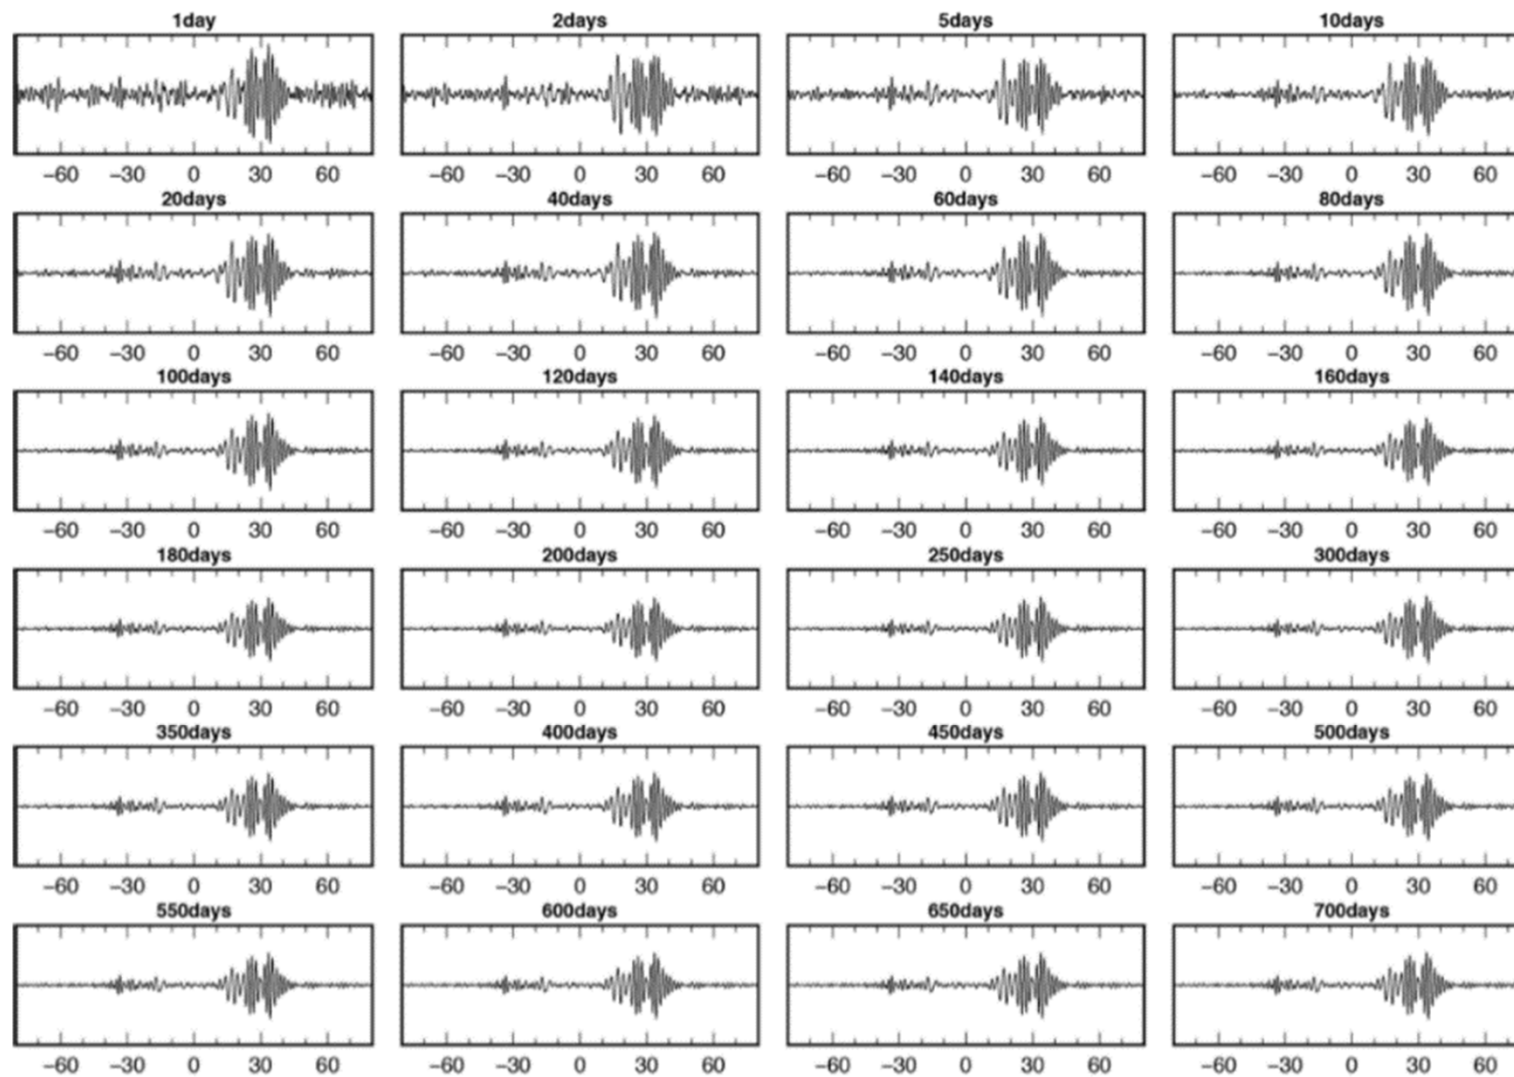 1day 2days 5days 10days
−60 −30 0 30 60 −60 −30 0 30 60 −60 −30 0 30 60 −60 −30 0 30 60
20days 40days 60days 80days
−60 −30 0 30 60 −60 −30 0 30 60 −60 −30 0 30 60 −60 −30 0 30 60
100days 120days 140days 160days
−60 −30 0 30 60 −60 −30 0 30 60 −60 −30 0 30 60 −60 −30 0 30 60
180days 200days 250days 300days
−60 −30 0 30 60 −60 −30 0 30 60 −60 −30 0 30 60 −60 −30 0 30 60
350days 400days 450days 500days
−60 −30 0 30 60 −60 −30 0 30 60 −60 −30 0 30 60 −60 −30 0 30 60
550days 600days 650days 700days
−60 −30 0 30 60 −60 −30 0 30 60 −60 −30 0 30 60 −60 −30 0 30 60